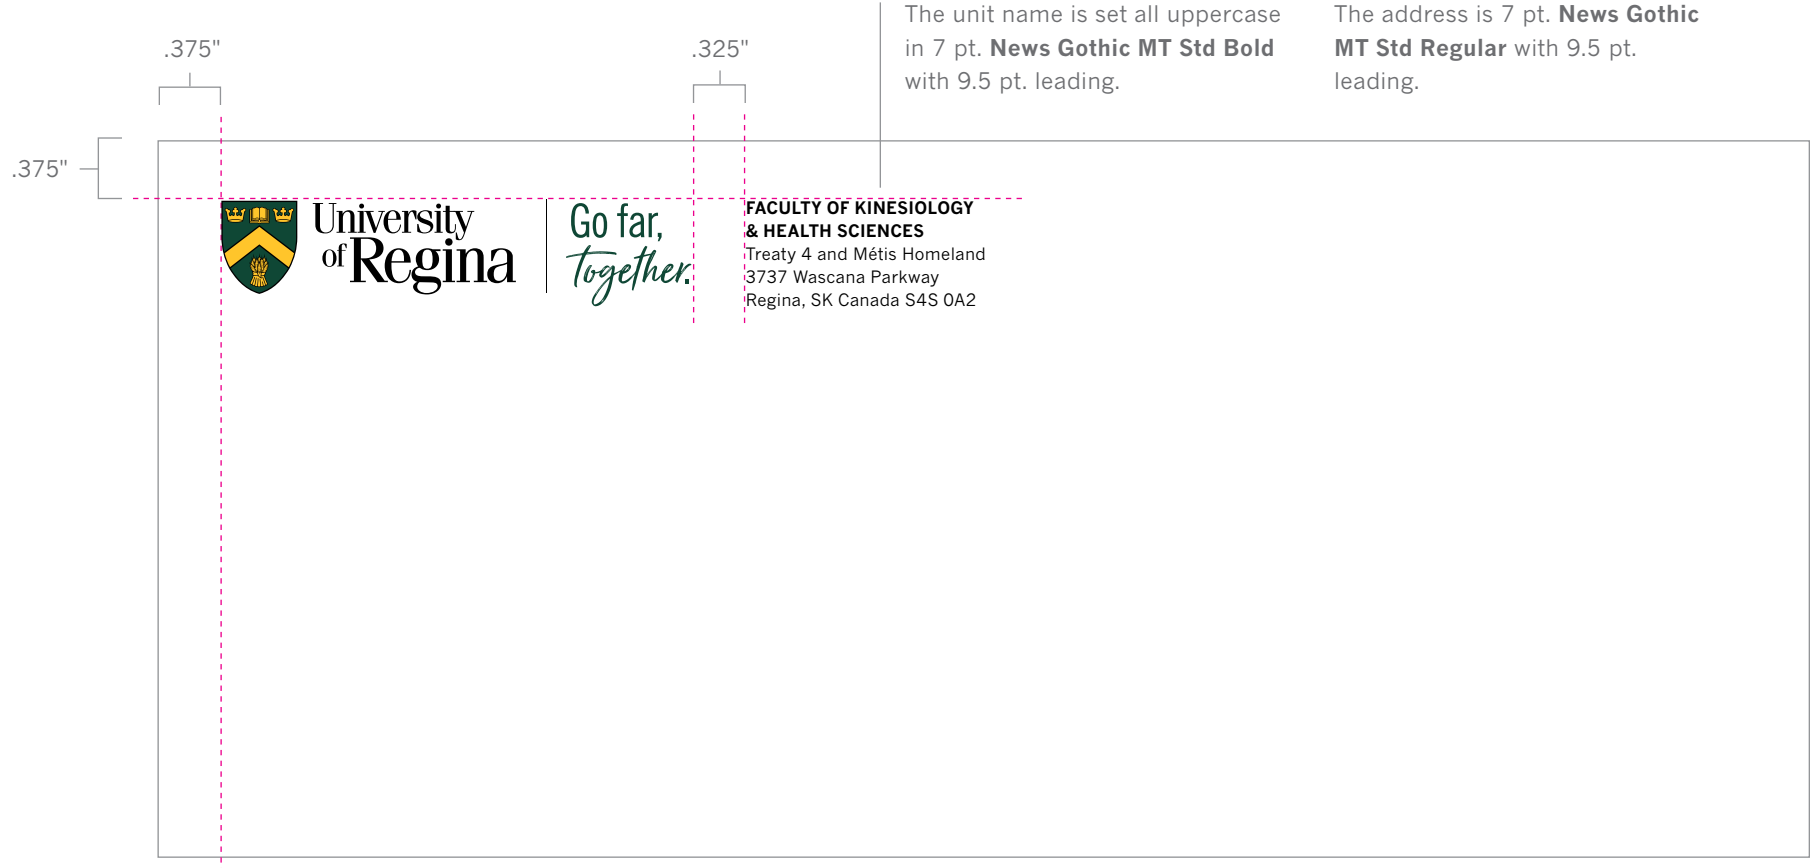 The unit name is set all uppercase
in 7 pt. News Gothic MT Std Bold
with 9.5 pt. leading.
The address is 7 pt. News Gothic
MT Std Regular with 9.5 pt.
leading.
.375"
.325"
.375"
University
of Regina
Go far,
together.
FACULTY OF KINESIOLOGY
& HEALTH SCIENCES
Treaty 4 and Métis Homeland
3737 Wascana Parkway
Regina, SK Canada S4S 0A2